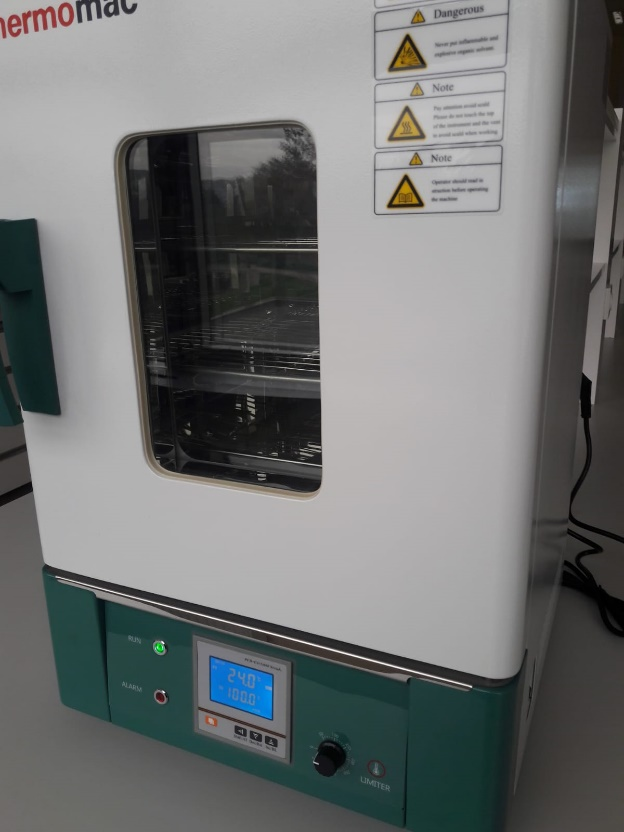 hermomac
Dangerous
Never put inflammable and
explosive organic solvent
Note
Pay attention avoid scald
Please do not touch the top
of the instrument and the vent
to avoid scald when working
Note
Operator should read in
struction before operating
the machine
RUN
ALARM
24.0
100.0
LIMITER